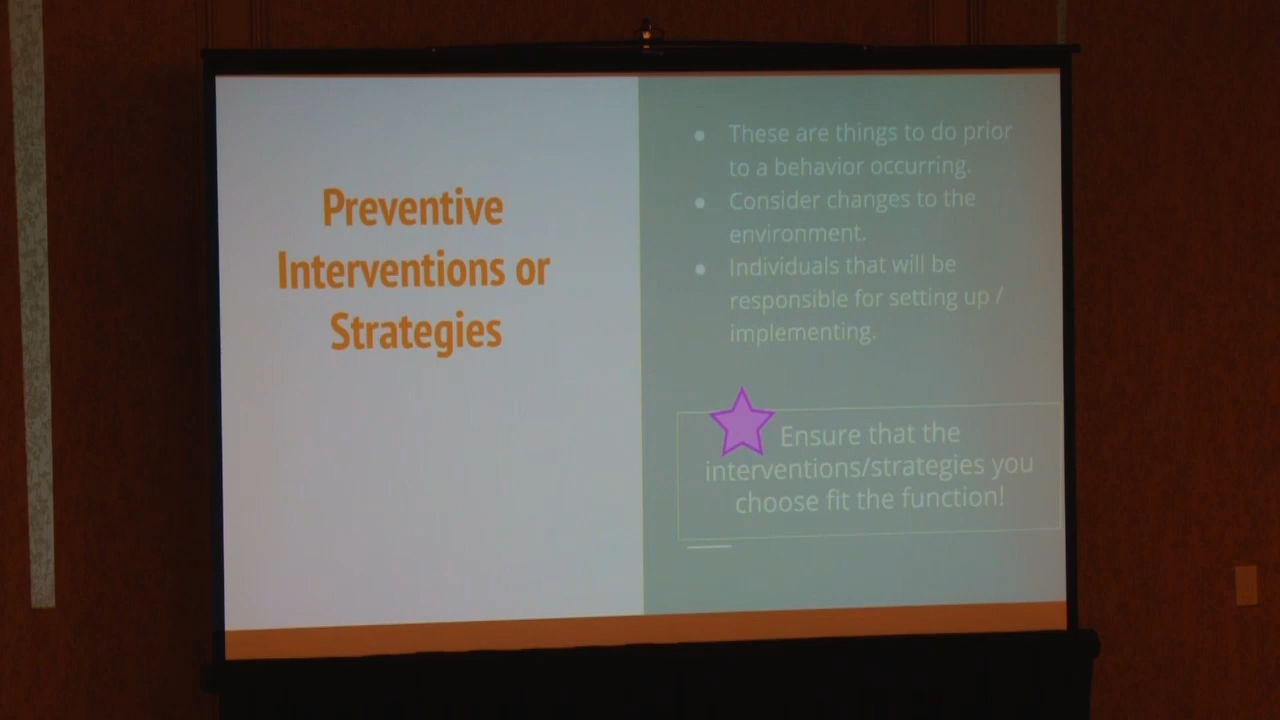 Preventive
Interventions or
Strategies
● These are things to do prior
to a behavior occurring.
● Consider changes to the
environment.
● Individuals that will be
responsible for setting up /
implementing.
Ensure that the
interventions/strategies you
choose fit the function!